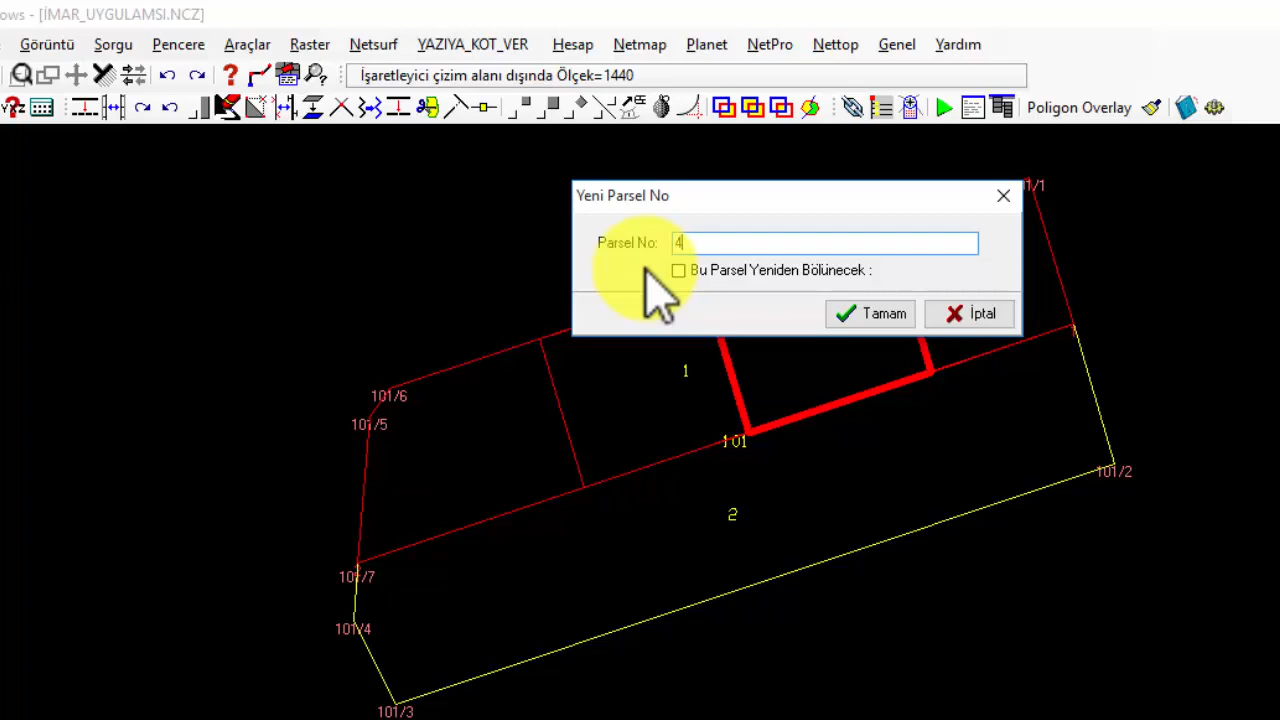 ows - [İMAR_UYGULAMSI.NCZ]
Görüntü Sorgu Pencere Araçlar Raster Netsurf YAZIYA_KOT_VER Hesap Netmap Planet NetPro Nettop Genel Yardım
İşaretleyici çizim alanı dışında Ölçek=1440
Poligon Overlay
Yeni Parsel No
Parsel No: 4
Bu Parsel Yeniden Bölünecek :
Tamam İptal
1
101/6
101/5
101
101/2
2
101/7
101/4
101/3